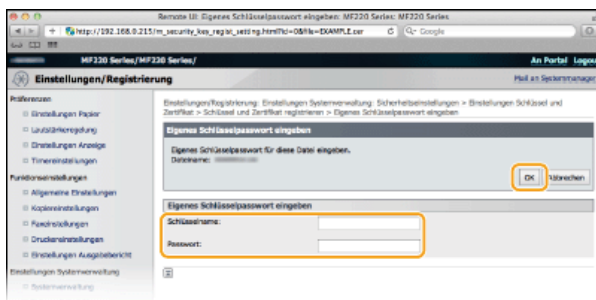 Remote UI: Eigenes Schlüsselpasswort eingeben: MF220 Series: MF220 Series
http://192.168.0.215/m_security_key_regist_setting.html?id=0&file=EXAMPLE.cer
Google
MF220 Series/MF220 Series/
An Portal
Einstellungen/Registrierung
Mail an Systemmanager
Präferenzen
Einstellungen Papier
Lautstärkeregelung
Einstellungen Anzeige
Timereinstellungen
Funktionseinstellungen
Allgemeine Einstellungen
Kopiereinstellungen
Faxeinstellungen
Druckereinstellungen
Einstellungen Ausgabebericht
Einstellungen Systemverwaltung
Systemverwaltung
Einstellungen/Registrierung: Einstellungen Systemverwaltung: Sicherheitseinstellungen > Einstellungen Schlüssel und
Zertifikat > Schlüssel und Zertifikat registrieren > Eigenes Schlüsselpasswort eingeben
Eigenes Schlüsselpasswort eingeben
Eigenes Schlüsselpasswort für diese Datei eingeben.
Dateiname:
OK
Abbrechen
Eigenes Schlüsselpasswort eingeben
Schlüsselname:
Passwort: